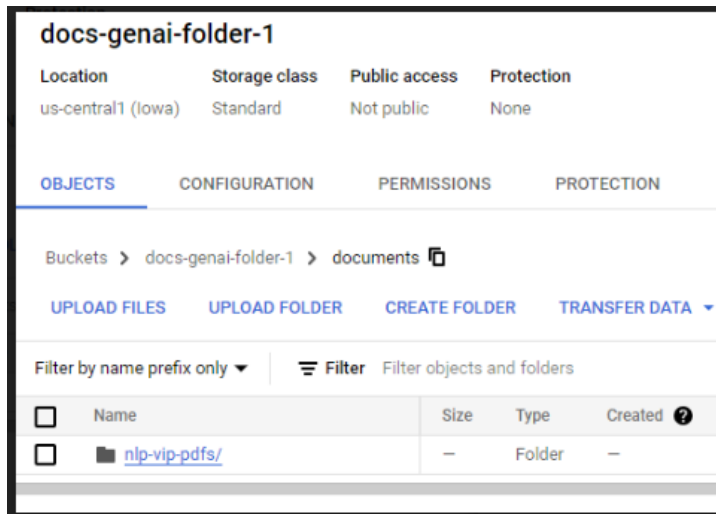 docs-genai-folder-1
Location Storage class Public access Protection
us-central1 (Iowa) Standard Not public None
OBJECTS CONFIGURATION PERMISSIONS PROTECTION
Buckets > docs-genai-folder-1 > documents
UPLOAD FILES UPLOAD FOLDER CREATE FOLDER TRANSFER DATA
Filter by name prefix only Filter Filter objects and folders
Name Size Type Created ?
nlp-vip-pdfs/ — Folder —